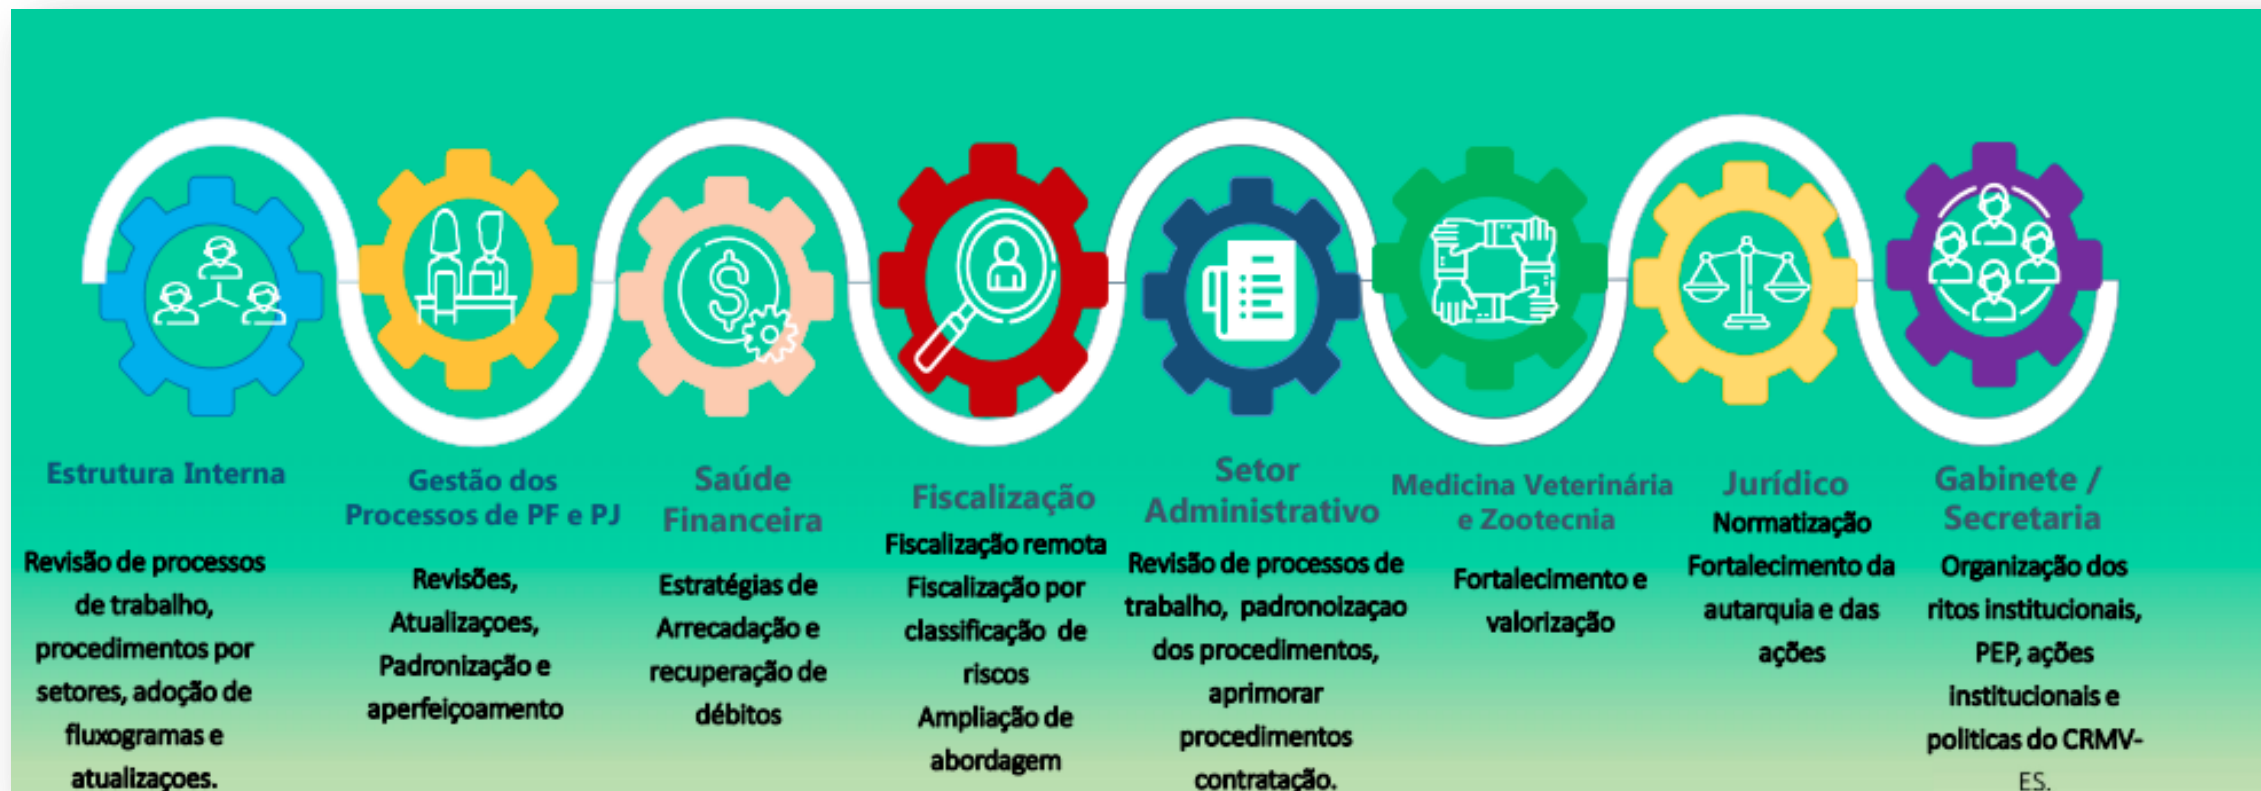 Estrutura Interna
Revisão de processos
de trabalho,
procedimentos por
setores, adoção de
fluxogramas e
atualizaçoes.
Gestão dos
Processos de PF e PJ
Revisões,
Atualizaçoes,
Padronização e
aperfeiçoamento
Saúde
Financeira
Estratégias de
Arrecadação e
recuperação de
débitos
Fiscalização
Fiscalização remota
Fiscalização por
classificação de
riscos
Ampliação de
abordagem
Setor
Administrativo
Revisão de processos de
trabalho, padronoizaçao
dos procedimentos,
aprimorar
procedimentos
contratação.
Medicina Veterinária
e Zootecnia
Fortalecimento e
valorização
Jurídico
Normatização
Fortalecimento da
autarquia e das
ações
Gabinete /
Secretaria
Organização dos
ritos institucionais,
PEP, ações
institucionais e
politicas do CRMV-
ES.